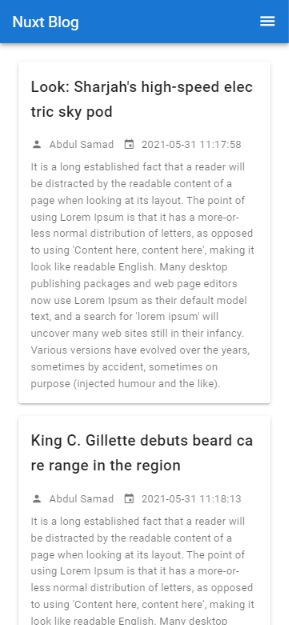 Nuxt Blog
Look: Sharjah's high-speed elec
tric sky pod
Abdul Samad 2021-05-31 11:17:58
It is a long established fact that a reader will
be distracted by the readable content of a
page when looking at its layout. The point of
using Lorem Ipsum is that it has a more-or-
less normal distribution of letters, as opposed
to using 'Content here, content here', making it
look like readable English. Many desktop
publishing packages and web page editors
now use Lorem Ipsum as their default model
text, and a search for 'lorem ipsum' will
uncover many web sites still in their infancy.
Various versions have evolved over the years,
sometimes by accident, sometimes on
purpose (injected humour and the like).
King C. Gillette debuts beard ca
re range in the region
Abdul Samad 2021-05-31 11:18:13
It is a long established fact that a reader will
be distracted by the readable content of a
page when looking at its layout. The point of
using Lorem Ipsum is that it has a more-or-
less normal distribution of letters, as opposed
to using 'Content here, content here', making it
look like readable English. Many desktop